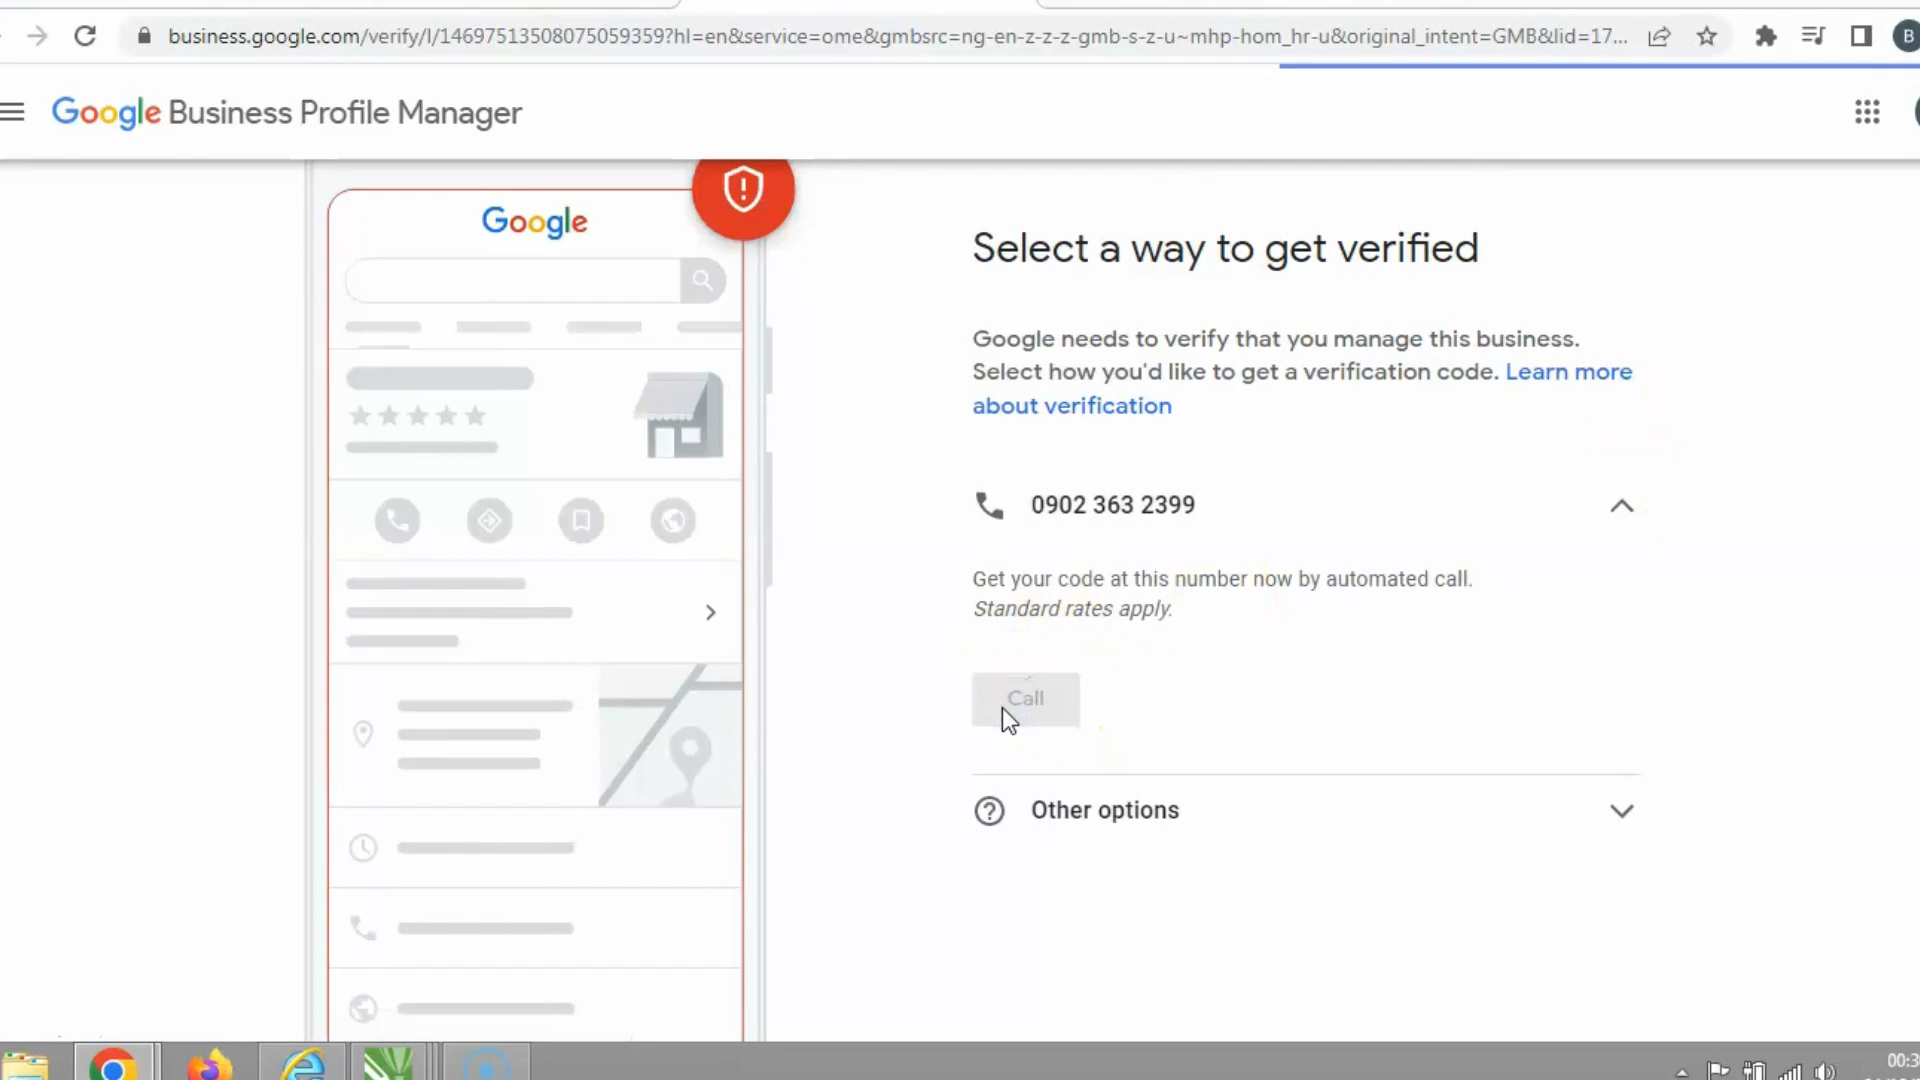 business.google.com/verify/l/14697513508075059359?hl=en&service=ome&gmbsrc=ng-en-z-z-z-gmb-s-z-u~mhp-hom_hr-u&original_intent=GMB&lid=17...
B
Google Business Profile Manager
Google
Select a way to get verified
Google needs to verify that you manage this business.
Select how you'd like to get a verification code. Learn more
about verification
0902 363 2399
Get your code at this number now by automated call.
Standard rates apply.
Call
Other options